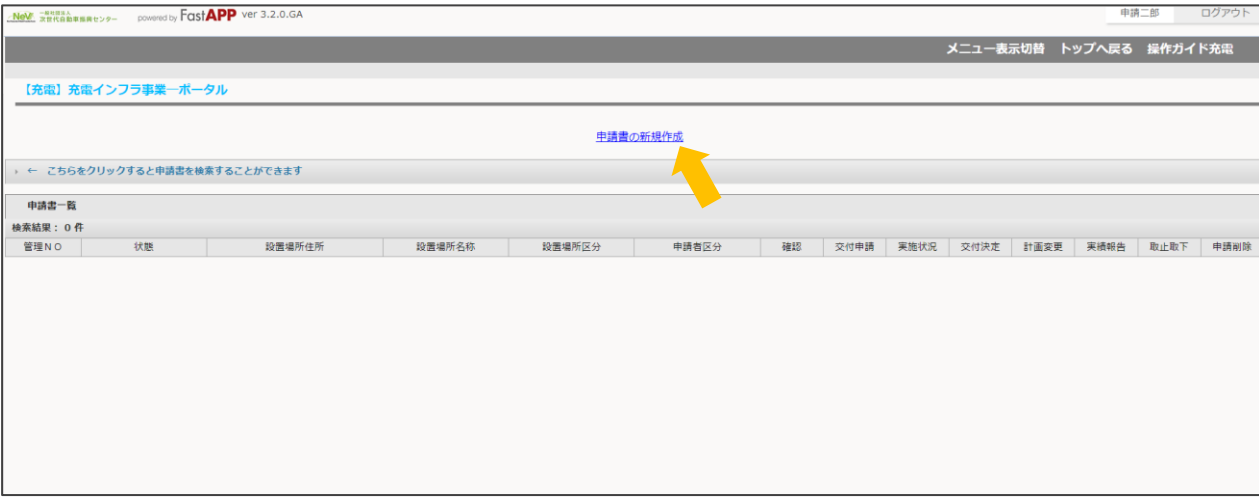 NeV 一般社団法人 次世代自動車振興センター powered by FastAPP ver 3.2.0.GA 申請二郎 ログアウト
メニュー表示切替 トップへ戻る 操作ガイド充電
【充電】充電インフラ事業―ポータル
申請書の新規作成
← こちらをクリックすると申請書を検索することができます
申請書一覧
検索結果： 0 件
管理ＮＯ 状態 設置場所住所 設置場所名称 設置場所区分 申請者区分 確認 交付申請 実施状況 交付決定 計画変更 実績報告 取止取下 申請削除